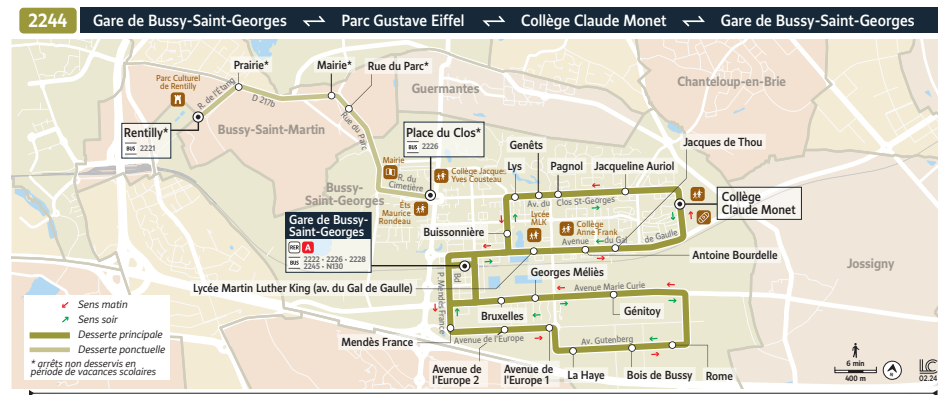 2244 Gare de Bussy-Saint-Georges ⇌ Parc Gustave Eiffel ⇌ Collège Claude Monet ⇌ Gare de Bussy-Saint-Georges
Prairie*
Mairie*
Rue du Parc*
Parc Culturel
de Rentilly
R. de l'Étang
D 217b
Rue du Parc
Guermantes
Chanteloup-en-Brie
Rentilly*
BUS 2221
Bussy-Saint-Martin
Place du Clos*
BUS 2226
Jacques de Thou
Genêts
Lys
Pagnol
Jacqueline Auriol
Mairie
R. du
Cimetière
Collège Jacques
Yves Cousteau
Bussy-
Saint-Georges
Éts
Maurice
Rondeau
Av. du Clos St-Georges
Collège
Claude Monet
Lycée
MLK
Collège
Anne Frank
Gare de Bussy-
Saint-Georges
RER A
BUS 2222 • 2226 • 2228
2245 • N130
Buissonnière
Avenue du Gal de Gaulle
Antoine Bourdelle
Jossigny
Lycée Martin Luther King (av. du Gal de Gaulle)
Georges Méliès
P. Mendès France
Bd
Avenue Marie Curie
Bruxelles
Génitoy
Mendès France
Avenue de l'Europe
Av. Gutenberg
Avenue de
l'Europe 2
Avenue de
l'Europe 1
La Haye
Bois de Bussy
Rome
Sens matin
Sens soir
Desserte principale
Desserte ponctuelle
* arrêts non desservis en
période de vacances scolaires
6 min
400 m
N
LC
02.24